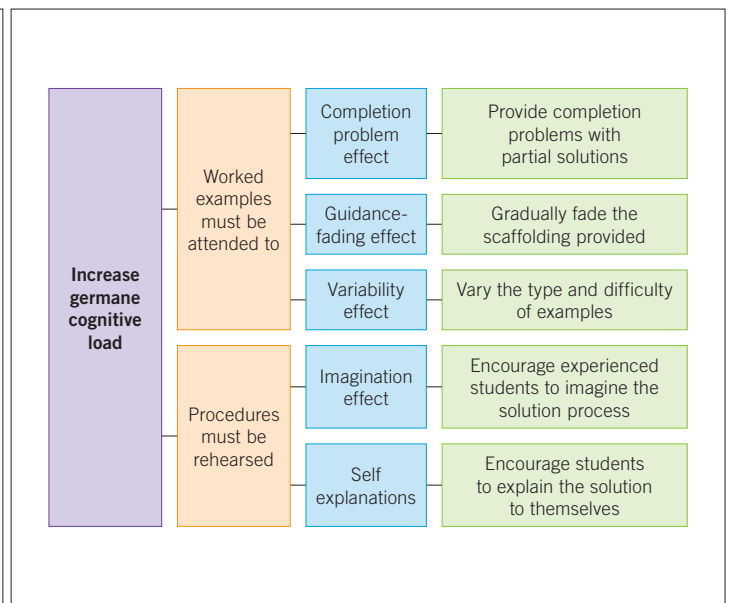 Increase
germane
cognitive
load
Worked
examples
must be
attended to
Completion
problem
effect
Provide completion
problems with
partial solutions
Guidance-
fading effect
Gradually fade the
scaffolding provided
Variability
effect
Vary the type and difficulty
of examples
Procedures
must be
rehearsed
Imagination
effect
Encourage experienced
students to imagine the
solution process
Self
explanations
Encourage students
to explain the solution
to themselves